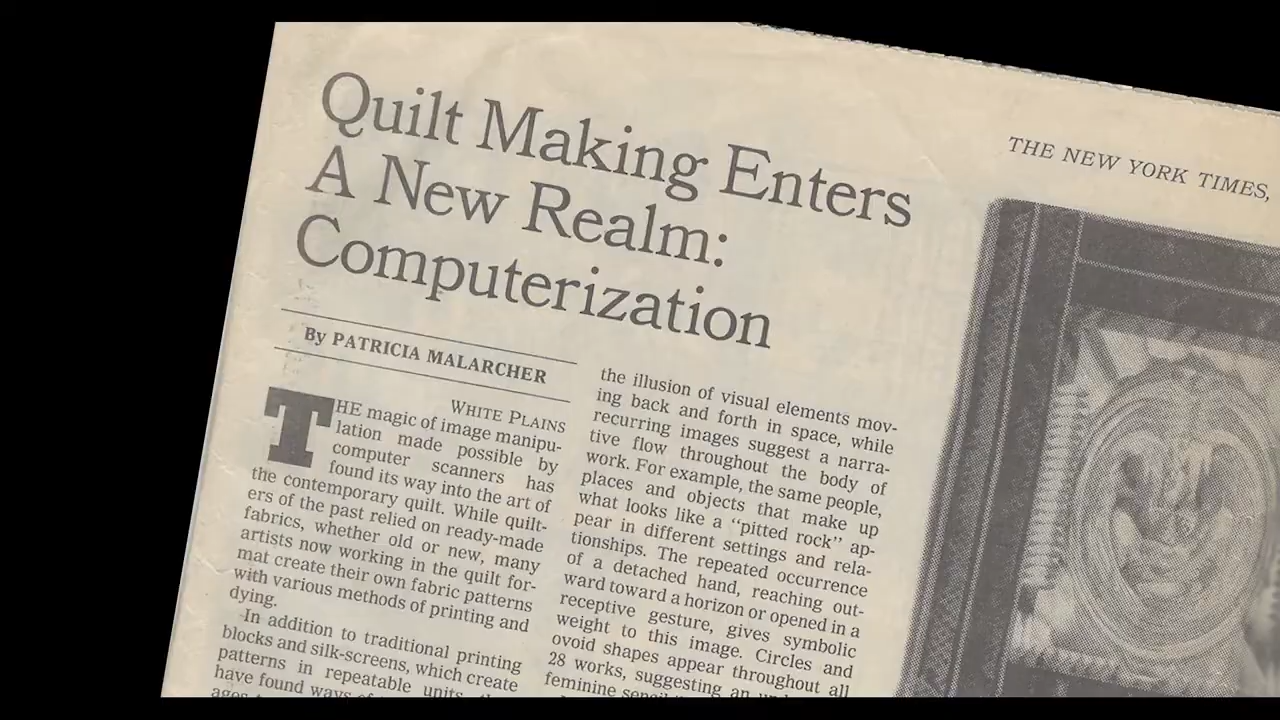 Quilt Making Enters
A New Realm:
Computerization
By PATRICIA MALARCHER
WHITE PLAINS
THE magic of image manipu-
lation made possible by
computer scanners has
found its way into the art of
the contemporary quilt. While quilt-
ers of the past relied on ready-made
fabrics, whether old or new, many
artists now working in the quilt for-
mat create their own fabric patterns
with various methods of printing and
dying.
In addition to traditional printing
blocks and silk-screens, which create
patterns in repeatable units,
have found ways
the illusion of visual elements mov-
ing back and forth in space, while
recurring images suggest a narra-
tive flow throughout the body of
work. For example, the same people,
places and objects that make up
what looks like a “pitted rock” ap-
pear in different settings and rela-
tionships. The repeated occurrence
of a detached hand, reaching out-
ward toward a horizon or opened in a
receptive gesture, gives symbolic
weight to this image. Circles and
ovoid shapes appear throughout all
28 works, suggesting an
feminine
THE NEW YORK TIMES,